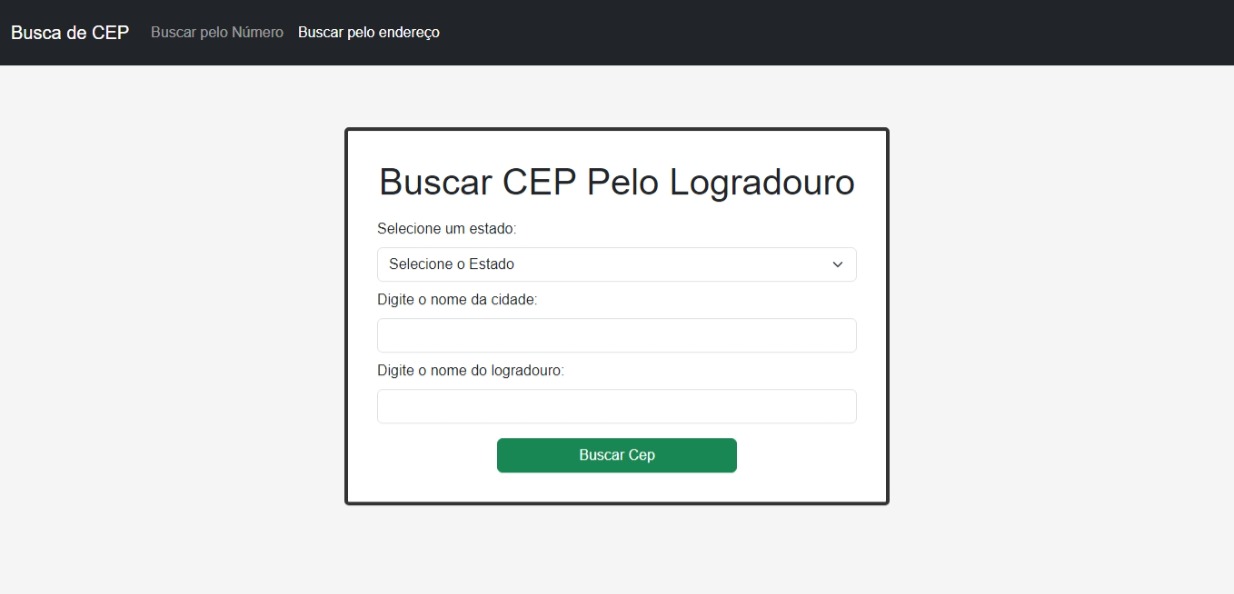 Busca de CEP Buscar pelo Número Buscar pelo endereço
Buscar CEP Pelo Logradouro
Selecione um estado:
Selecione o Estado
Digite o nome da cidade:
Digite o nome do logradouro:
Buscar Cep